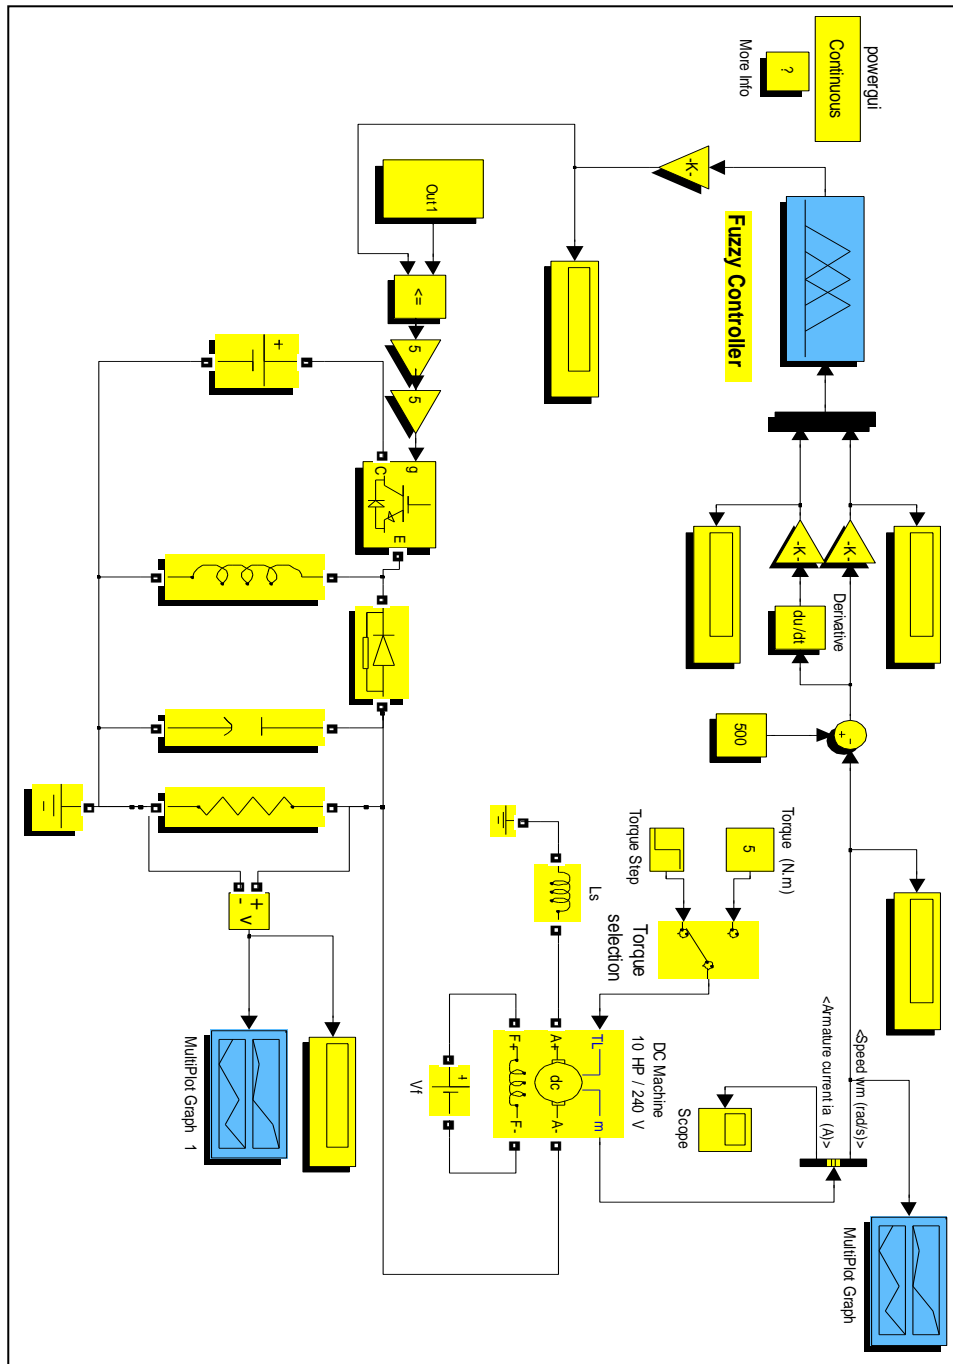 powergui
Continuous
?
More Info
Fuzzy Controller
-K-
Out1
<=
5
5
g
C
E
+
-K-
-K-
Derivative
du/dt
500
- +
Torque (N.m)
5
Torque Step
Torque
selection
Ls
+
-
v
MultiPlot Graph 1
DC Machine
10 HP / 240 V
TL
m
A+
dc
A-
F+
F-
+
Vf
Scope
<Speed wm (rad/s)>
<Armature current ia (A)>
MultiPlot Graph